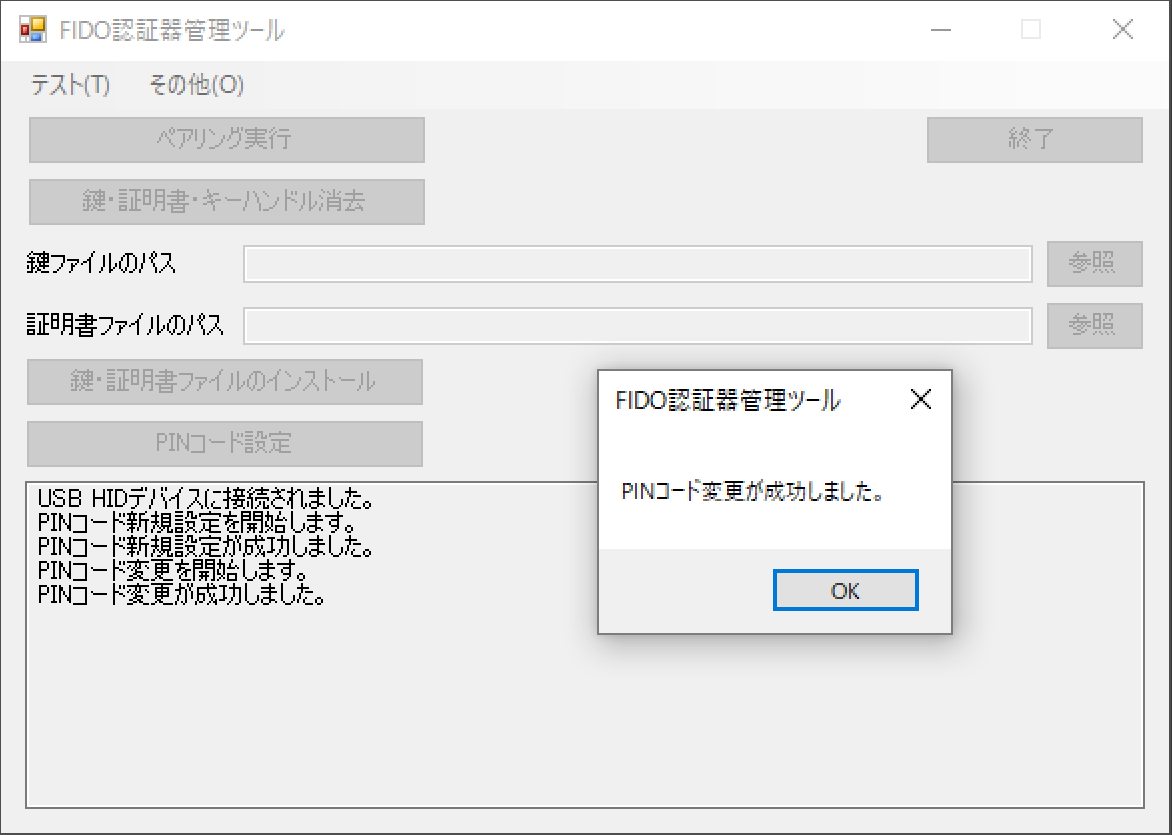 FIDO認証器管理ツール
テスト(T) その他(O)
ペアリング実行
終了
鍵・証明書・キーハンドル消去
鍵ファイルのパス
参照
証明書ファイルのパス
参照
鍵・証明書ファイルのインストール
PINコード設定
USB HIDデバイスに接続されました。
PINコード新規設定を開始します。
PINコード新規設定が成功しました。
PINコード変更を開始します。
PINコード変更が成功しました。
FIDO認証器管理ツール
PINコード変更が成功しました。
OK